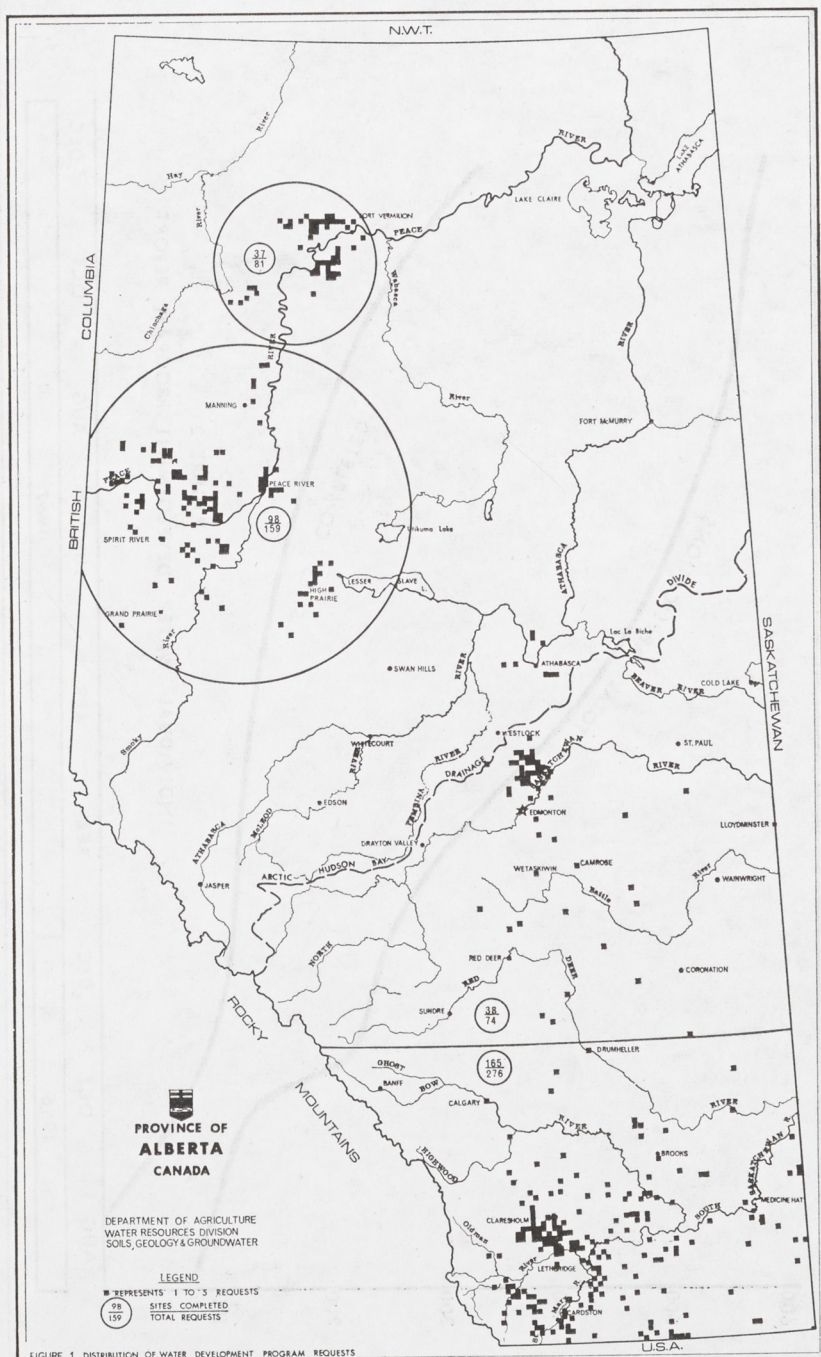 N.W.T.
River
Hay
River
RIVER
LAKE
ATHABASCA
LAKE CLAIRE
FORT VERMILION
PEACE
37
81
Wabasca
COLUMBIA
Chinchaga
RIVER
RIVER
MANNING
River
FORT McMURRY
PEACE
PEACE RIVER
98
159
BRITISH
SPIRIT RIVER
Utikuma Lake
ATHABASCA
LESSER SLAVE L.
HIGH
PRAIRIE
DIVIDE
GRAND PRAIRIE
River
Lac La Biche
SASKATCHEWAN
ATHABASCA
SWAN HILLS
RIVER
COLD LAKE
BEAVER RIVER
Smoky
WESTLOCK
ST. PAUL
WHITECOURT
RIVER
RIVER
DRAINAGE
SASKATCHEWAN
RIVER
EDSON
PEMBINA
EDMONTON
LLOYDMINSTER
McLEOD
ATHABASCA
DRAYTON VALLEY
CAMROSE
WETASKIWIN
River
WAINWRIGHT
ARCTIC HUDSON BAY
JASPER
Battle
NORTH
RED DEER
DEER
CORONATION
RED
SUNDRE
38
74
ROCKY
DRUMHELLER
165
276
GHOST
BANFF
BOW
CALGARY
RIVER
RIVER
MOUNTAINS
PROVINCE OF
ALBERTA
CANADA
HIGHWOOD
BROOKS
SASKATCHEWAN R
MEDICINE HAT
SOUTH
CLARESHOLM
Oldman
River
LETHBRIDGE
DEPARTMENT OF AGRICULTURE
WATER RESOURCES DIVISION
SOILS, GEOLOGY & GROUNDWATER
CARDSTON
LEGEND
REPRESENTS 1 TO 3 REQUESTS
98 SITES COMPLETED
159 TOTAL REQUESTS
U.S.A.
FIGURE 1. DISTRIBUTION OF WATER DEVELOPMENT PROGRAM REQUESTS